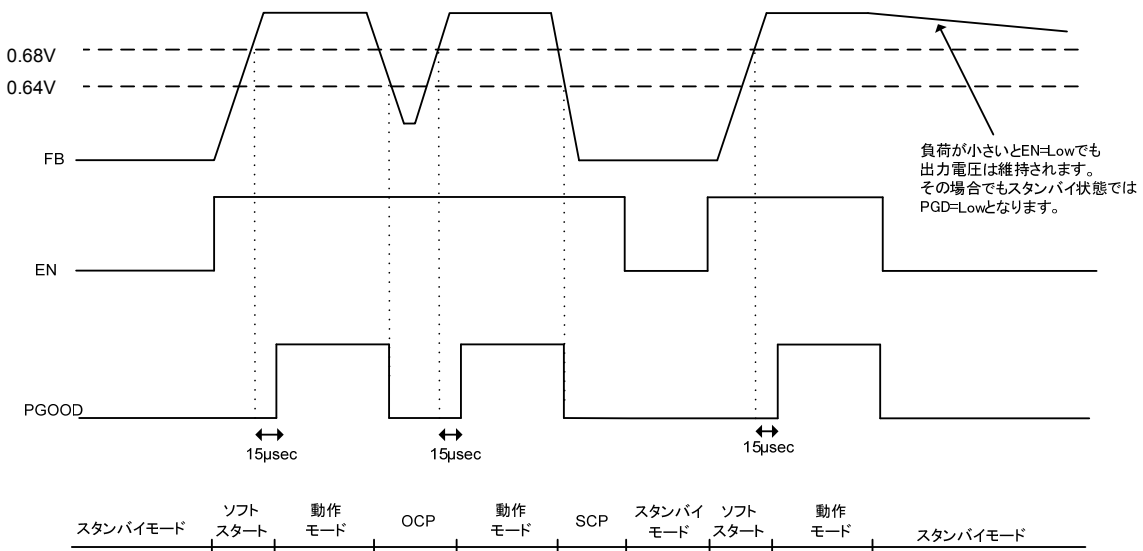 0.68V
0.64V
FB
負荷が小さいとEN=Lowでも
出力電圧は維持されます。
その場合でもスタンバイ状態では
PGD=Lowとなります。
EN
PGOOD
15µsec
15µsec
15µsec
スタンバイモード
ソフト
スタート
動作
モード
OCP
動作
モード
SCP
スタンバイ
モード
ソフト
スタート
動作
モード
スタンバイモード